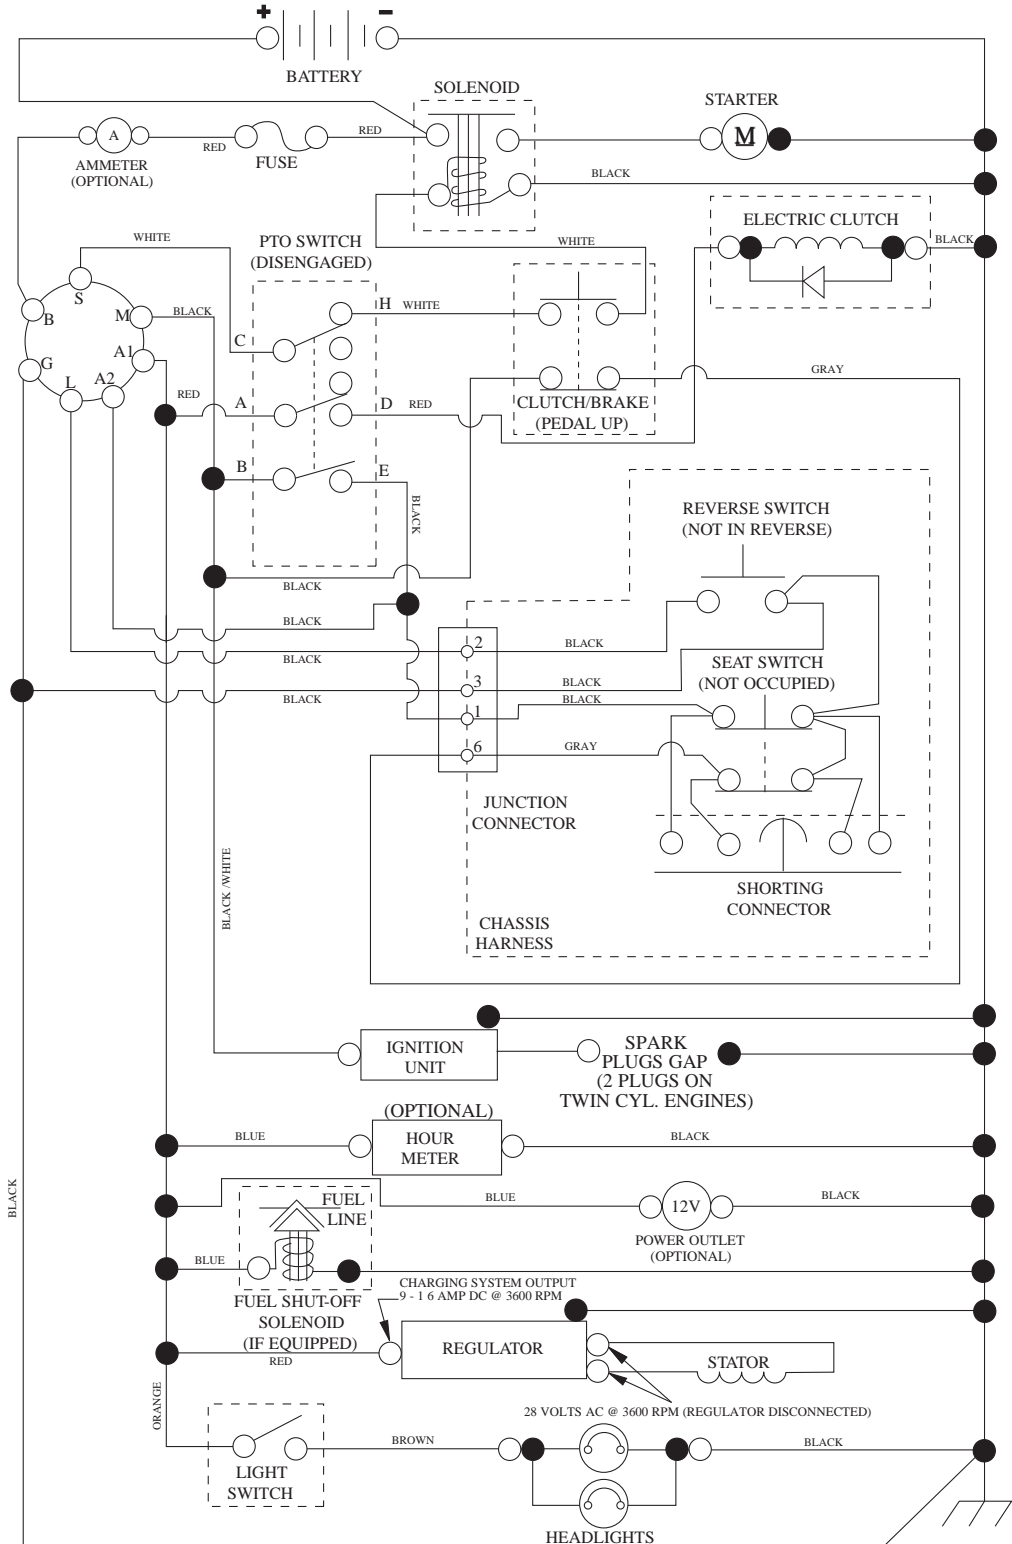 + -
BATTERY
SOLENOID
STARTER
A
RED
FUSE
RED
M
AMMETER
(OPTIONAL)
BLACK
ELECTRIC CLUTCH
BLACK
WHITE
PTO SWITCH
(DISENGAGED)
WHITE
S
B
M
BLACK
H
WHITE
C
G
A1
L
A2
RED
A
D
RED
GRAY
CLUTCH/BRAKE
(PEDAL UP)
B
E
BLACK
REVERSE SWITCH
(NOT IN REVERSE)
BLACK
BLACK
2
BLACK
BLACK
SEAT SWITCH
(NOT OCCUPIED)
3
BLACK
BLACK
BLACK
1
6
GRAY
JUNCTION
CONNECTOR
BLACK /WHITE
SHORTING
CONNECTOR
CHASSIS
HARNESS
IGNITION
UNIT
SPARK
PLUGS GAP
(2 PLUGS ON
TWIN CYL. ENGINES)
(OPTIONAL)
HOUR
METER
BLUE
BLACK
BLACK
FUEL
LINE
BLUE
12V
BLACK
POWER OUTLET
(OPTIONAL)
BLUE
FUEL SHUT-OFF
SOLENOID
(IF EQUIPPED)
CHARGING SYSTEM OUTPUT
9 - 1 6 AMP DC @ 3600 RPM
RED
REGULATOR
STATOR
28 VOLTS AC @ 3600 RPM (REGULATOR DISCONNECTED)
ORANGE
LIGHT
SWITCH
BROWN
BLACK
HEADLIGHTS